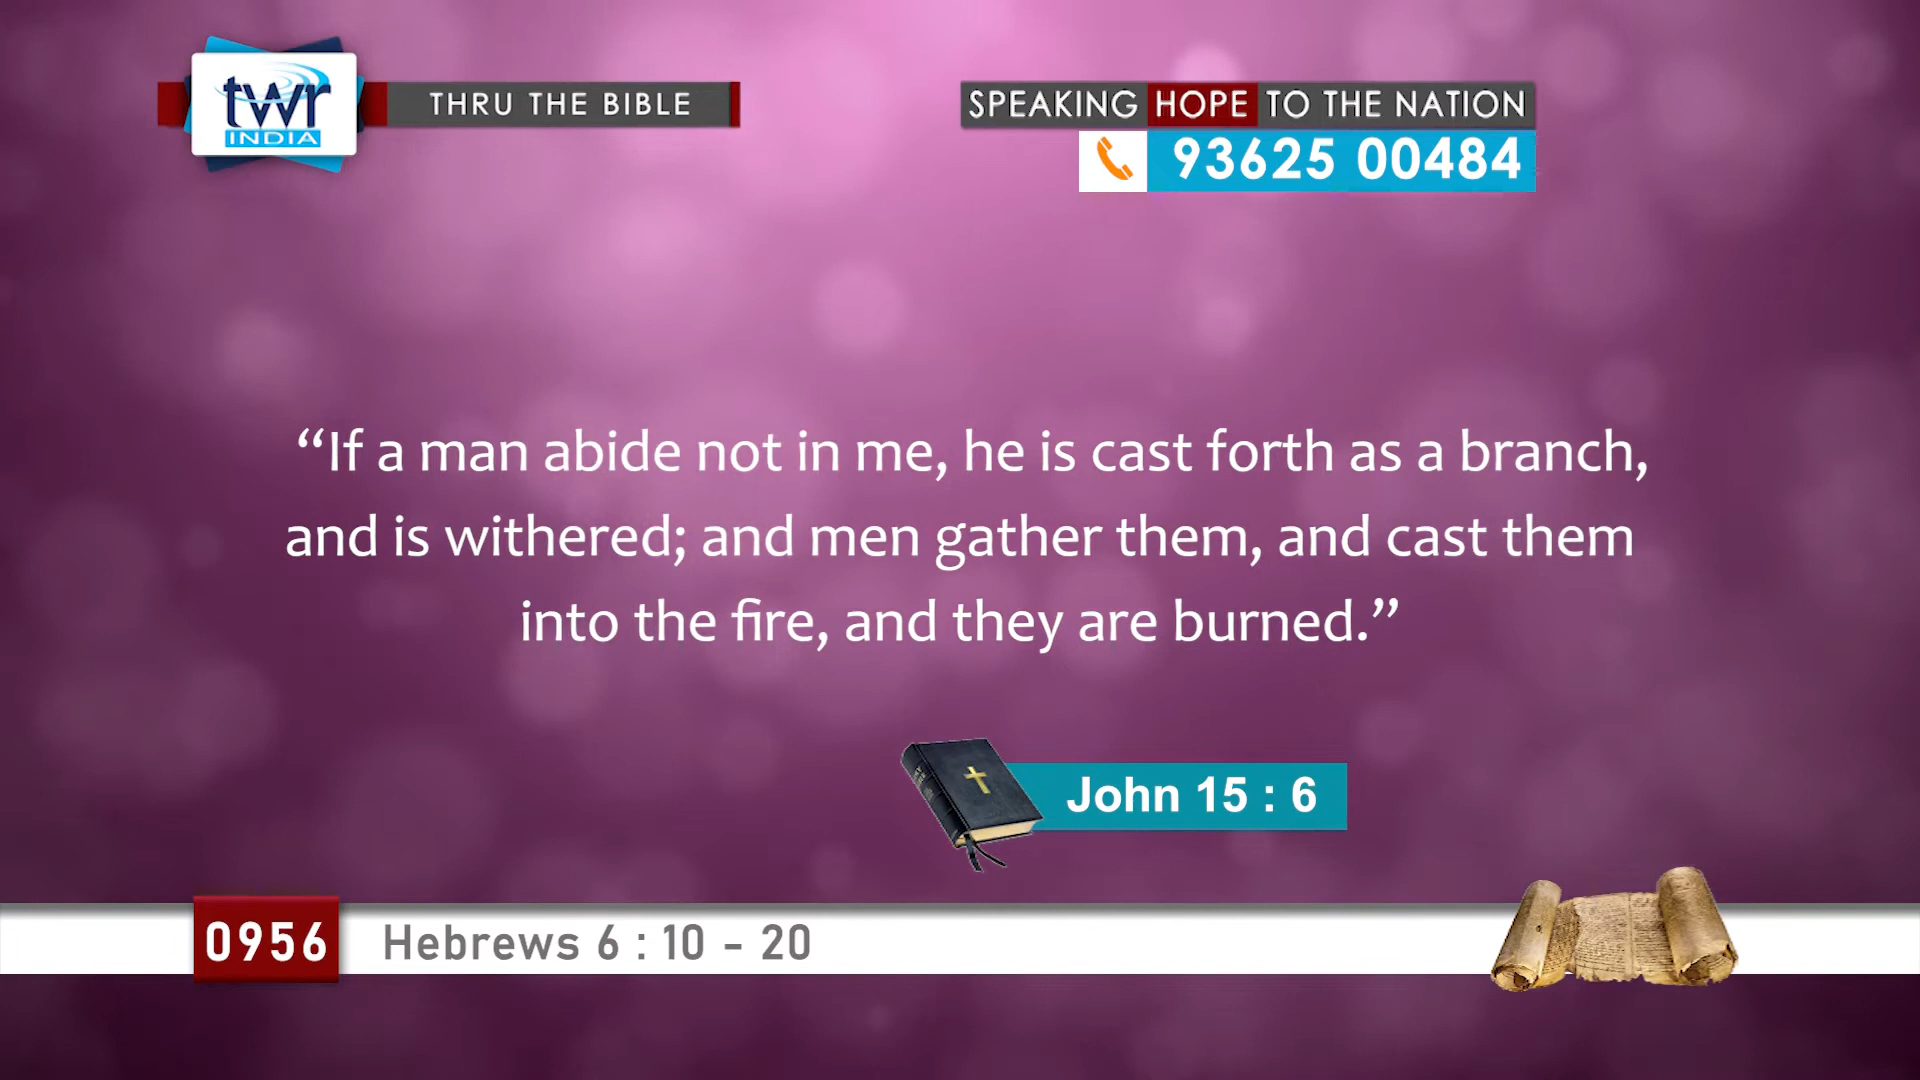 twr
INDIA
THRU THE BIBLE
SPEAKING HOPE TO THE NATION
93625 00484
“If a man abide not in me, he is cast forth as a branch,
and is withered; and men gather them, and cast them
into the fire, and they are burned.”
John 15 : 6
0956 Hebrews 6 : 10 - 20